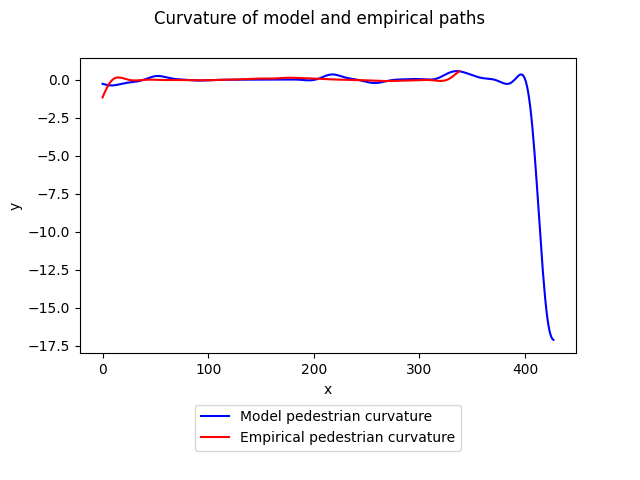 Curvature of model and empirical paths
0.0
−2.5
−5.0
−7.5
−10.0
−12.5
−15.0
−17.5
y
0 100 200 300 400
x
Model pedestrian curvature
Empirical pedestrian curvature